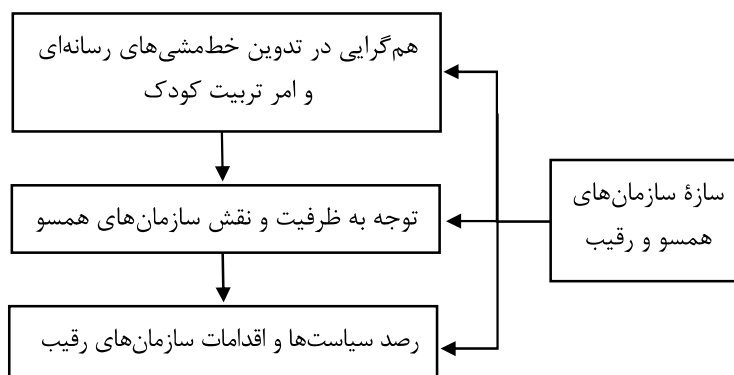 هم‌گرایی در تدوین خط‌مشی‌های رسانه‌ای
و امر تربیت کودک
سازهٔ سازمان‌های
همسو و رقیب
توجه به ظرفیت و نقش سازمان‌های همسو
رصد سیاست‌ها و اقدامات سازمان‌های رقیب